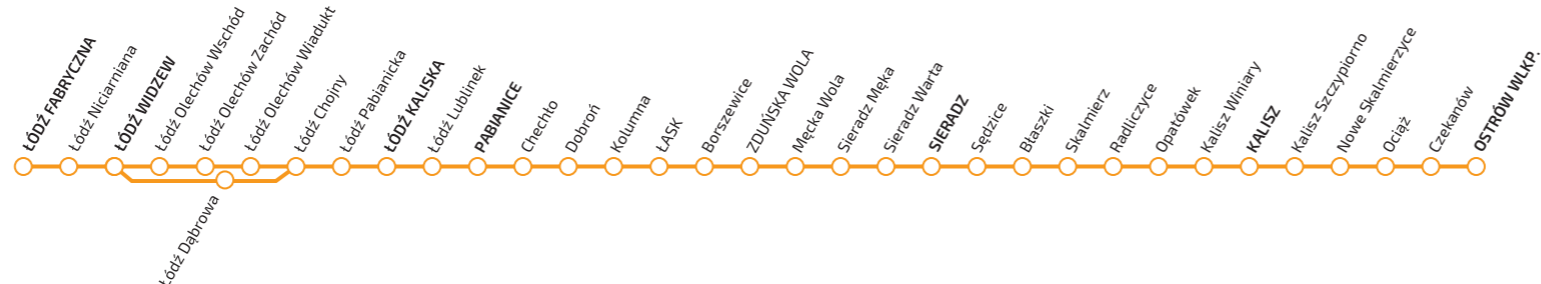 ŁÓDŹ FABRYCZNA
Łódź Niciarniana
ŁÓDŹ WIDZEW
Łódź Olechów Wschód
Łódź Olechów Zachód
Łódź Olechów Wiadukt
Łódź Chojny
Łódź Pabianicka
ŁÓDŹ KALISKA
Łódź Lublinek
PABIANICE
Chechło
Dobroń
Kolumna
ŁASK
Borszewice
ZDUŃSKA WOLA
Męcka Wola
Sieradz Męka
Sieradz Warta
SIERADZ
Sędzice
Błaszki
Skalmierz
Radliczyce
Opatówek
Kalisz Winiary
KALISZ
Kalisz Szczypiorno
Nowe Skalmierzyce
Ociąż
Czekanów
OSTRÓW WLKP.
Łódź Dąbrowa